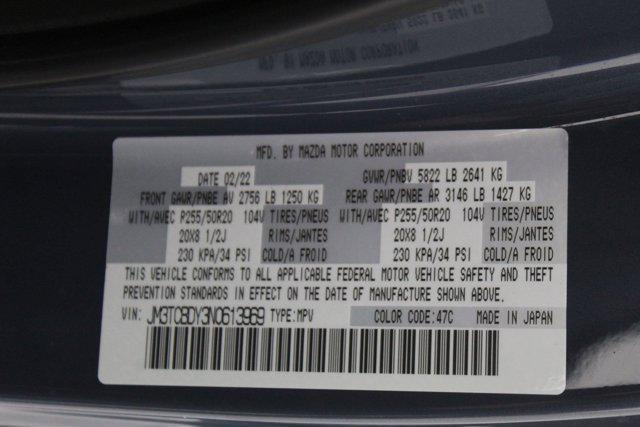 MFD. BY MAZDA MOTOR CORPORATION
DATE 02/22 GVWR/PNBV 5822 LB 2641 KG
FRONT GAWR/PNBE AV 2756 LB 1250 KG REAR GAWR/PNBE AR 3146 LB 1427 KG
WITH/AVEC P255/50R20 104V TIRES/PNEUS WITH/AVEC P255/50R20 104V TIRES/PNEUS
20X8 1/2J RIMS/JANTES 20X8 1/2J RIMS/JANTES
230 KPA/34 PSI COLD/A FROID 230 KPA/34 PSI COLD/A FROID
THIS VEHICLE CONFORMS TO ALL APPLICABLE FEDERAL MOTOR VEHICLE SAFETY AND THEFT
PREVENTION STANDARDS IN EFFECT ON THE DATE OF MANUFACTURE SHOWN ABOVE.
VIN: JM3TCBDY3N0613969 TYPE:MPV COLOR CODE:47C MADE IN JAPAN